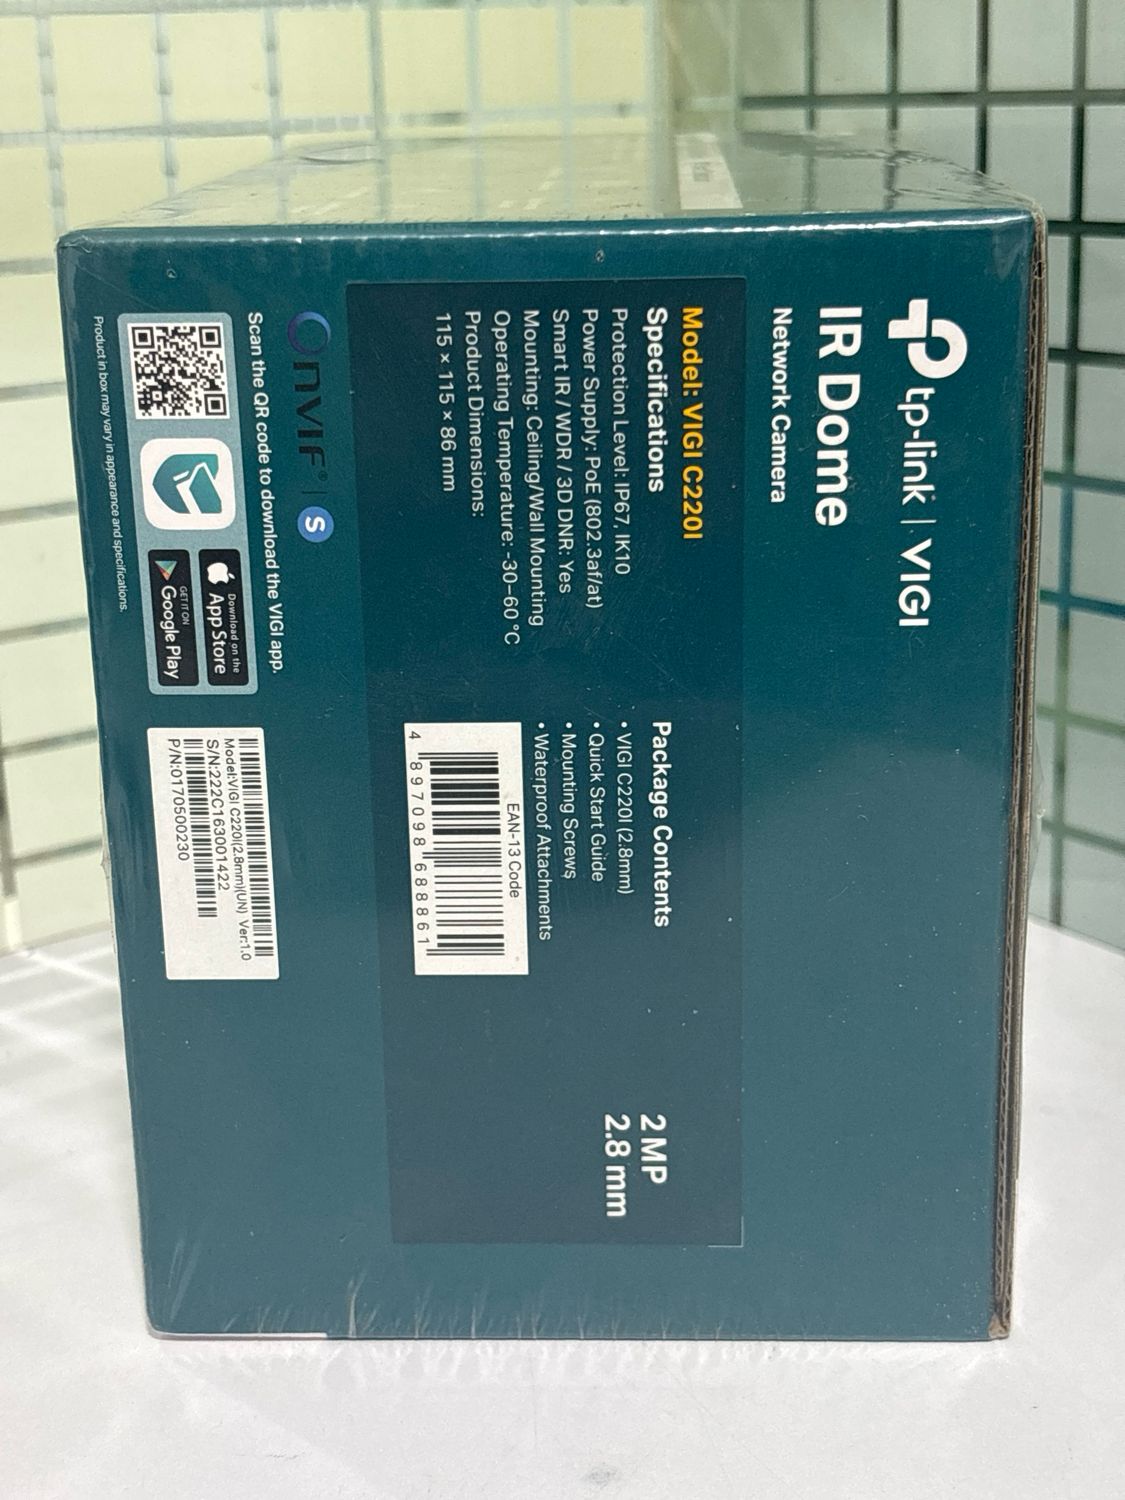 tp-link | VIGI
IR Dome
Network Camera
Model: VIGI C220I
Specifications
Protection Level: IP67, IK10
Power Supply: PoE (802.3af/at)
Smart IR / WDR / 3D DNR: Yes
Mounting: Ceiling/Wall Mounting
Operating Temperature: -30–60 °C
Product Dimensions:
115 × 115 × 86 mm
Package Contents
• VIGI C220I (2.8mm)
• Quick Start Guide
• Mounting Screws
• Waterproof Attachments
EAN-13 Code
4 897098 688861
2 MP
2.8 mm
ONVIF® | S
Scan the QR code to download the VIGI app.
Download on the
App Store
GET IT ON
Google Play
Product in box may vary in appearance and specifications.
Model:VIGI C220I(2.8mm)(UN) Ver:1.0
S/N:222C163001422
P/N:0170500230